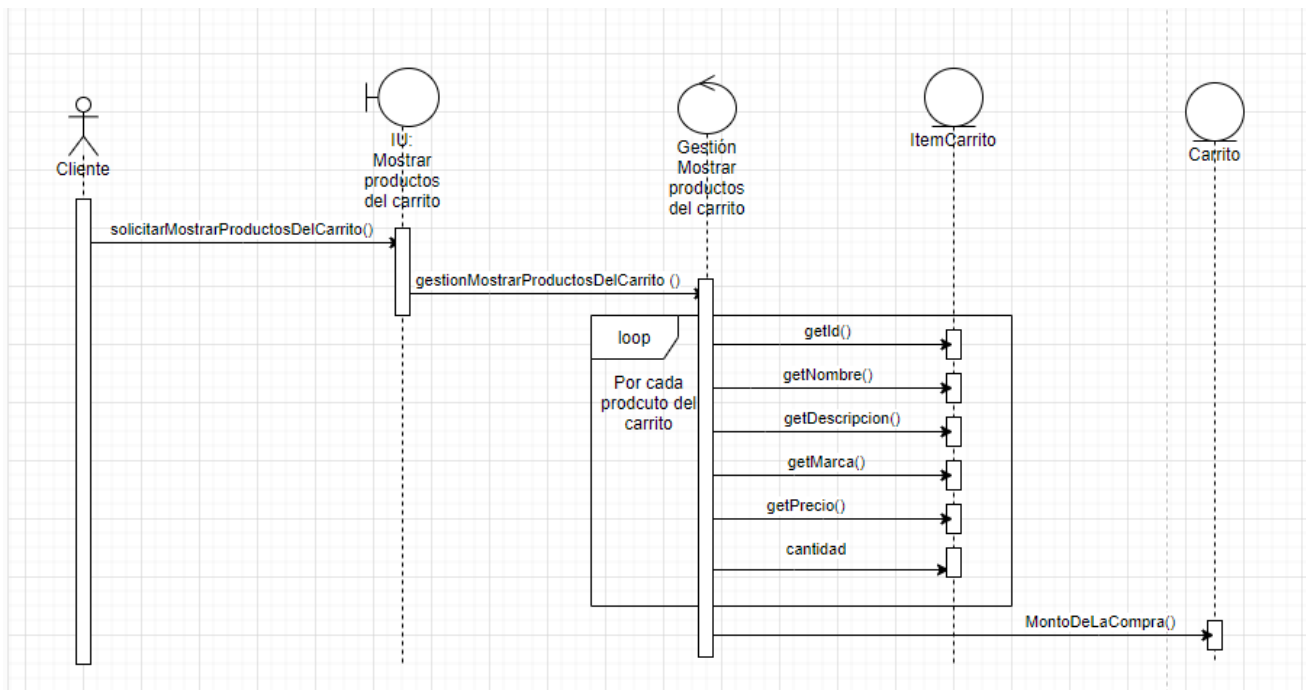 Cliente
IU:
Mostrar
productos
del carrito
Gestión
Mostrar
productos
del carrito
ItemCarrito
Carrito
solicitarMostrarProductosDelCarrito()
gestionMostrarProductosDelCarrito ()
loop
Por cada
prodcuto del
carrito
getId()
getNombre()
getDescripcion()
getMarca()
getPrecio()
cantidad
MontoDeLaCompra()